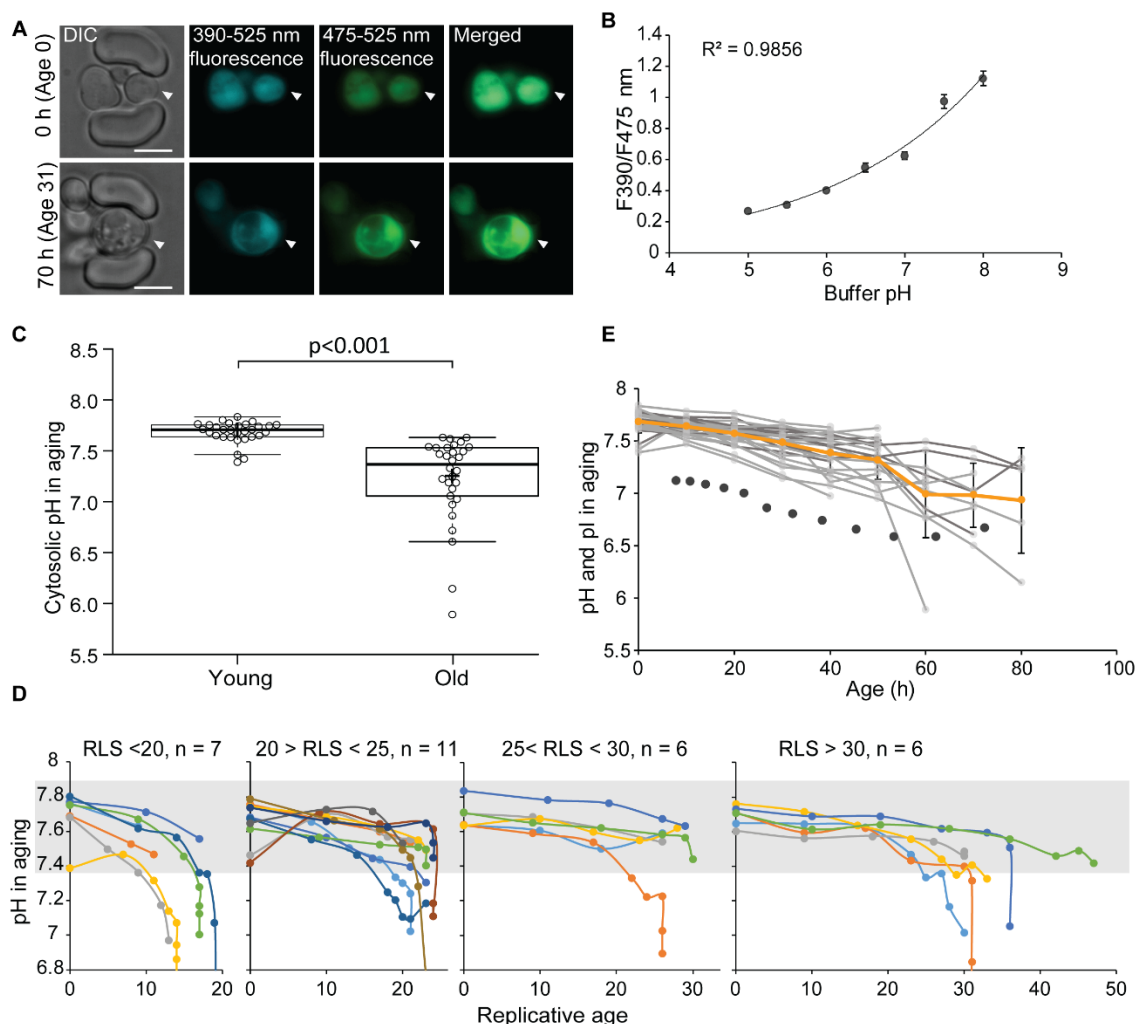 A
DIC
390-525 nm
fluorescence
475-525 nm
fluorescence
Merged
0 h (Age 0)
70 h (Age 31)
B
1.4
1.2
1
0.8
0.6
0.4
0.2
0
R² = 0.9856
F390/F475 nm
4 5 6 7 8 9
Buffer pH
C
8.5
8.0
7.5
7.0
6.5
6.0
5.5
p<0.001
Cytosolic pH in aging
Young Old
E
8
7.5
7
6.5
6
5.5
pH and pI in aging
0 20 40 60 80 100
Age (h)
D
RLS <20, n = 7
20 > RLS < 25, n = 11
25< RLS < 30, n = 6
RLS > 30, n = 6
8
7.8
7.6
7.4
7.2
7
6.8
pH in aging
0 10 20
0 10 20
0 10 20 30
0 10 20 30 40 50
Replicative age